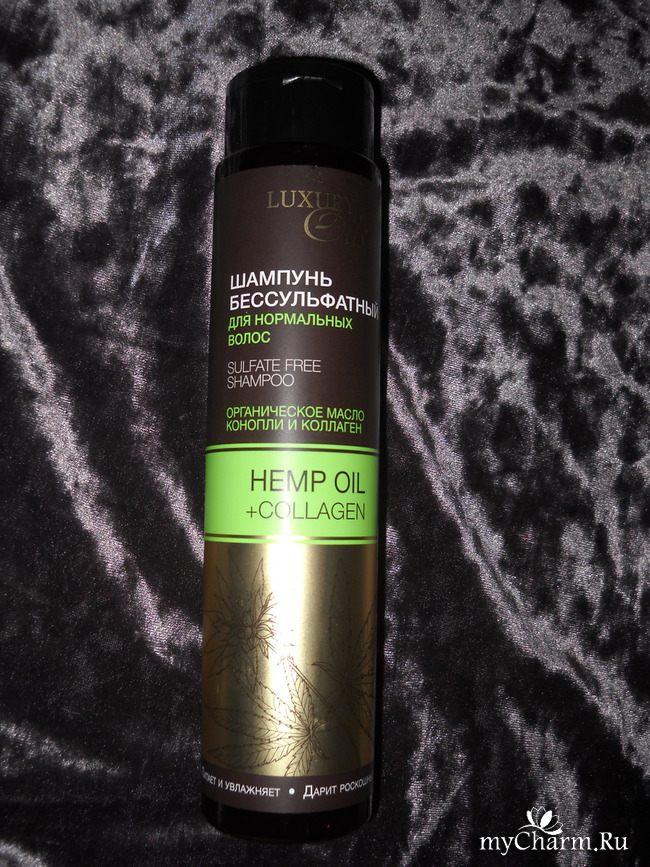 LUXURY
Oils
ШАМПУНЬ
БЕССУЛЬФАТНЫЙ
ДЛЯ НОРМАЛЬНЫХ
ВОЛОС
SULFATE FREE
SHAMPOO
ОРГАНИЧЕСКОЕ МАСЛО
КОНОПЛИ И КОЛЛАГЕН
HEMP OIL
+COLLAGEN
И УВЛАЖНЯЕТ • ДАРИТ
myCharm.Ru